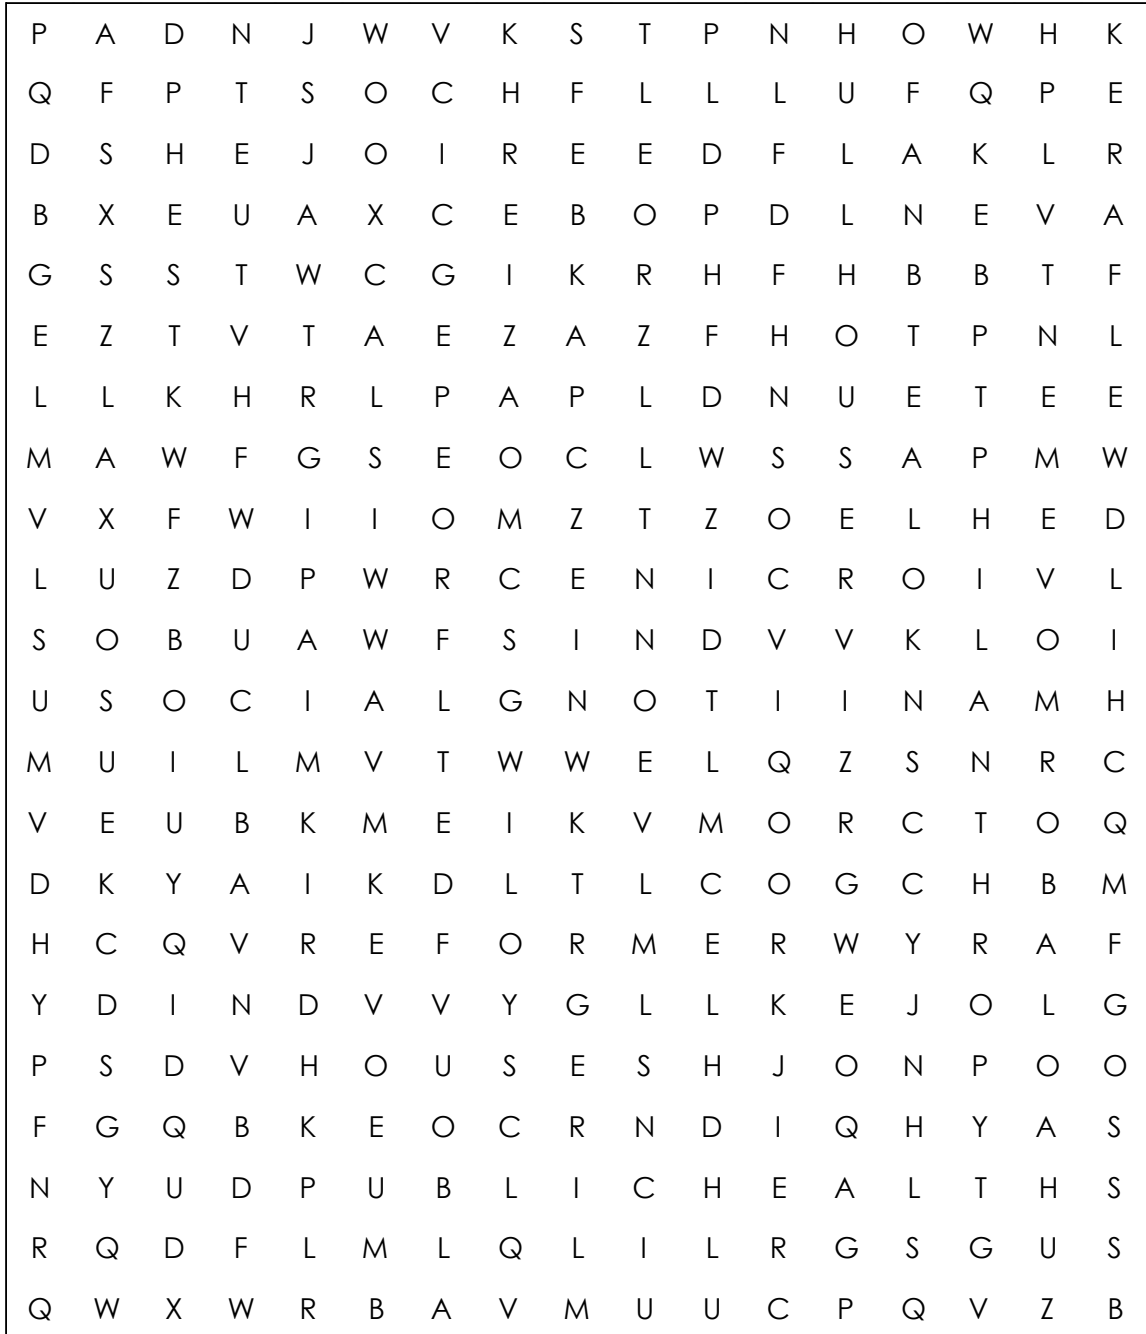 P A D N J W V K S T P N H O W H K
Q F P T S O C H F L L L U F Q P E
D S H E J O I R E E D F L A K L R
B X E U A X C E B O P D L N E V A
G S S T W C G I K R H F H B B T F
E Z T V T A E Z A Z F H O T P N L
L L K H R L P A P L D N U E T E E
M A W F G S E O C L W S S A P M W
V X F W I I O M Z T Z O E L H E D
L U Z D P W R C E N I C R O I V L
S O B U A W F S I N D V V K L O I
U S O C I A L G N O T I I N A M H
M U I L M V T W W E L Q Z S N R C
V E U B K M E I K V M O R C T O Q
D K Y A I K D L T L C O G C H B M
H C Q V R E F O R M E R W Y R A F
Y D I N D V V Y G L L K E J O L G
P S D V H O U S E S H J O N P O O
F G Q B K E O C R N D I Q H Y A S
N Y U D P U B L I C H E A L T H S
R Q D F L M L Q L I L R G S G U S
Q W X W R B A V M U U C P Q V Z B